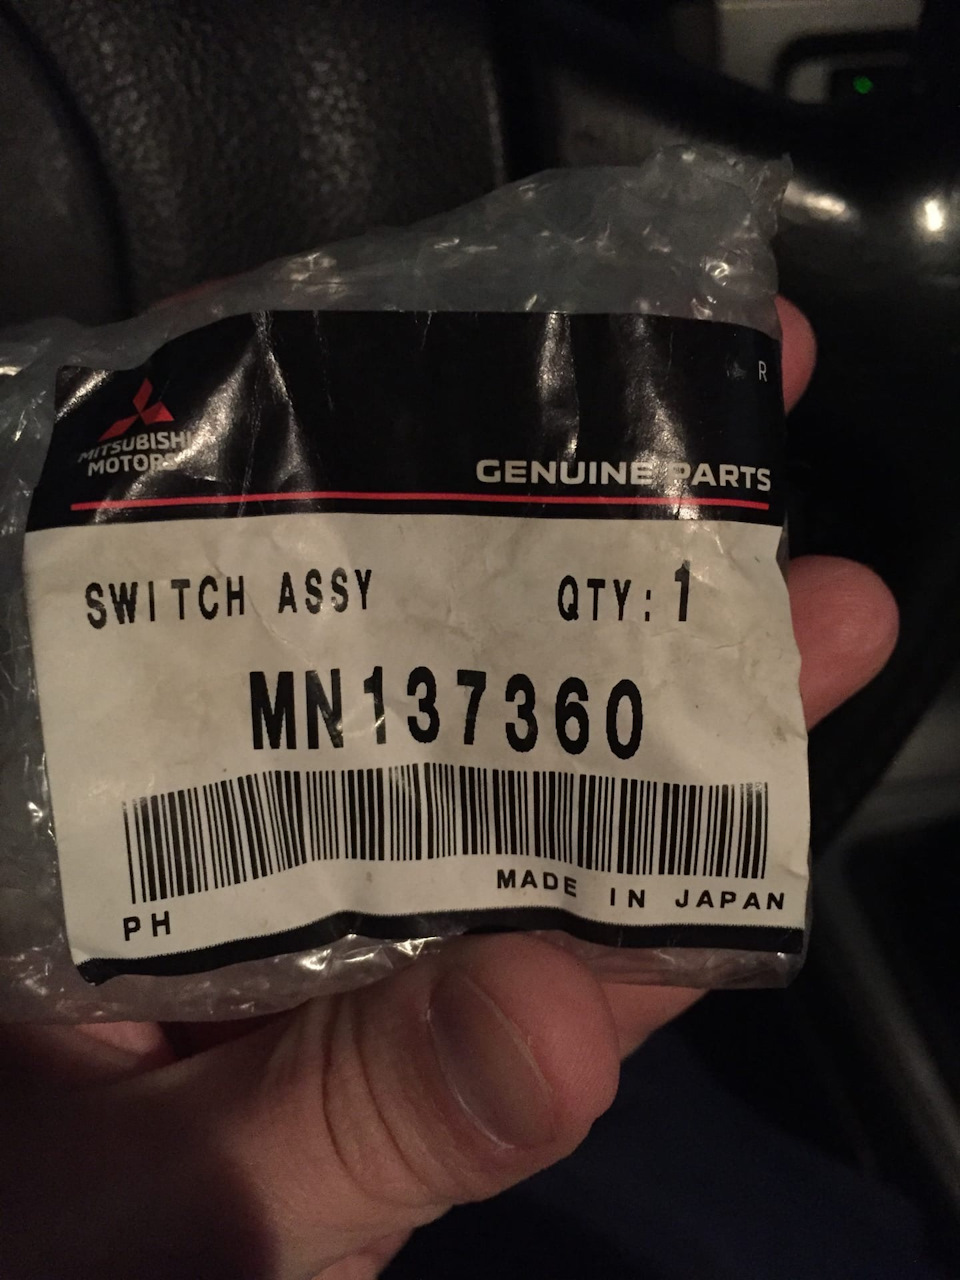 R
MITSUBISHI
MOTORS
GENUINE PARTS
SWITCH ASSY QTY: 1
MN137360
MADE IN JAPAN
PH